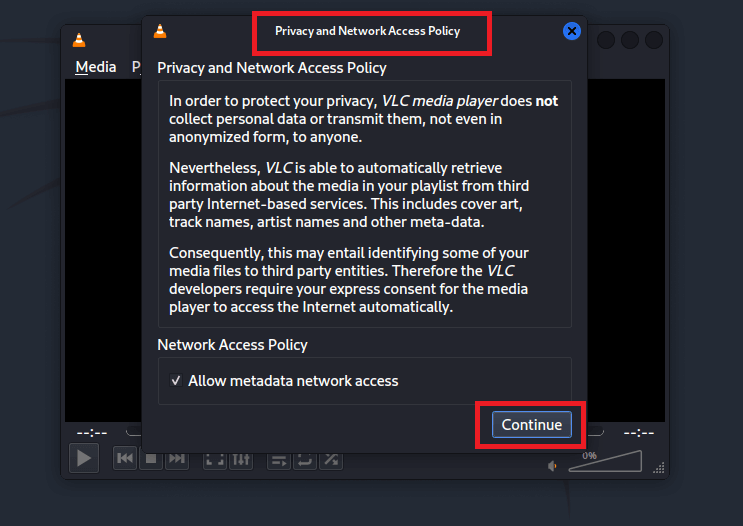 Privacy and Network Access Policy
Media
Privacy and Network Access Policy
In order to protect your privacy, VLC media player does not
collect personal data or transmit them, not even in
anonymized form, to anyone.
Nevertheless, VLC is able to automatically retrieve
information about the media in your playlist from third
party Internet-based services. This includes cover art,
track names, artist names and other meta-data.
Consequently, this may entail identifying some of your
media files to third party entities. Therefore the VLC
developers require your express consent for the media
player to access the Internet automatically.
Network Access Policy
Allow metadata network access
Continue
--:-- --:--
0%